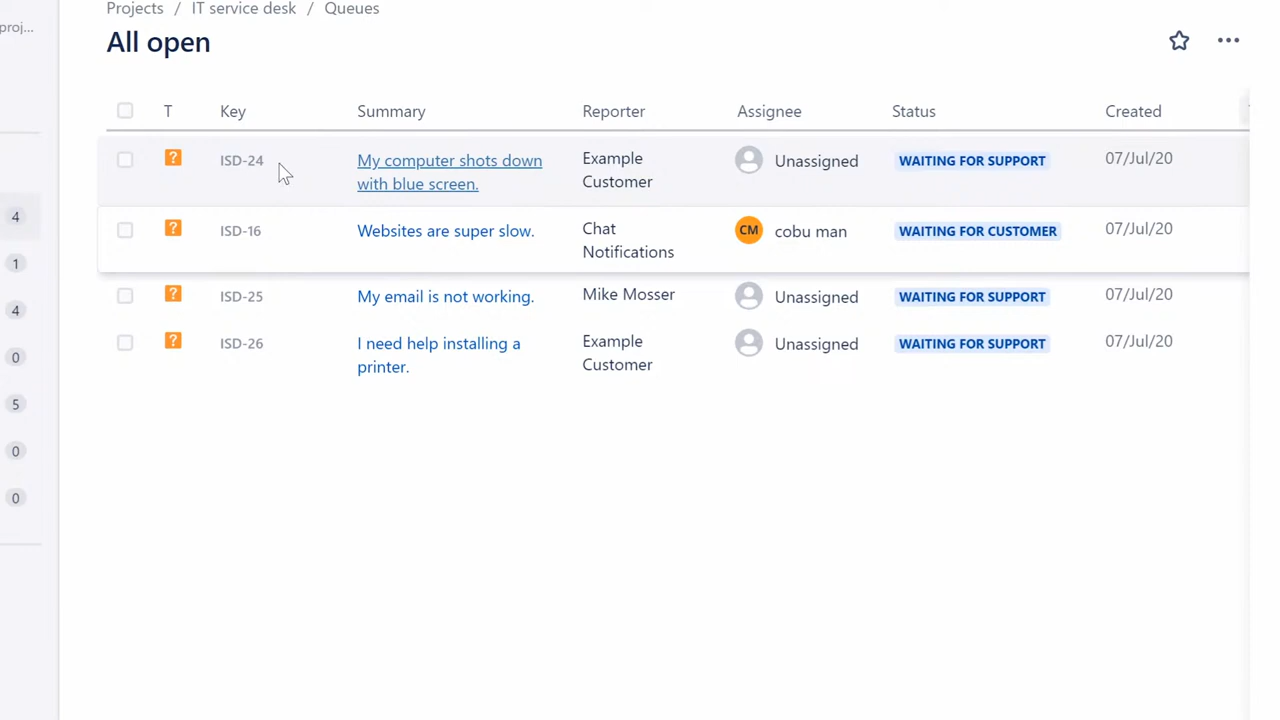 Projects / IT service desk / Queues
proj...
All open
T Key Summary Reporter Assignee Status Created
ISD-24 My computer shots down with blue screen. Example Customer Unassigned WAITING FOR SUPPORT 07/Jul/20
ISD-16 Websites are super slow. Chat Notifications CM cobu man WAITING FOR CUSTOMER 07/Jul/20
ISD-25 My email is not working. Mike Mosser Unassigned WAITING FOR SUPPORT 07/Jul/20
ISD-26 I need help installing a printer. Example Customer Unassigned WAITING FOR SUPPORT 07/Jul/20
4
1
4
0
5
0
0